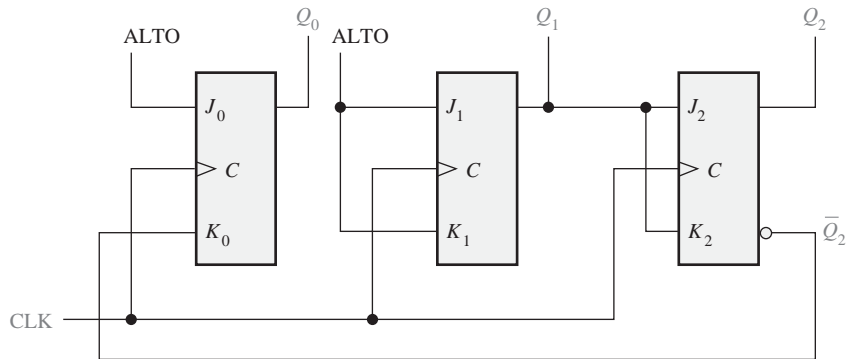 ALTO Q₀ ALTO Q₁ Q₂
J₀ J₁ J₂
C C C
K₀ K₁ K₂ Q̅₂
CLK